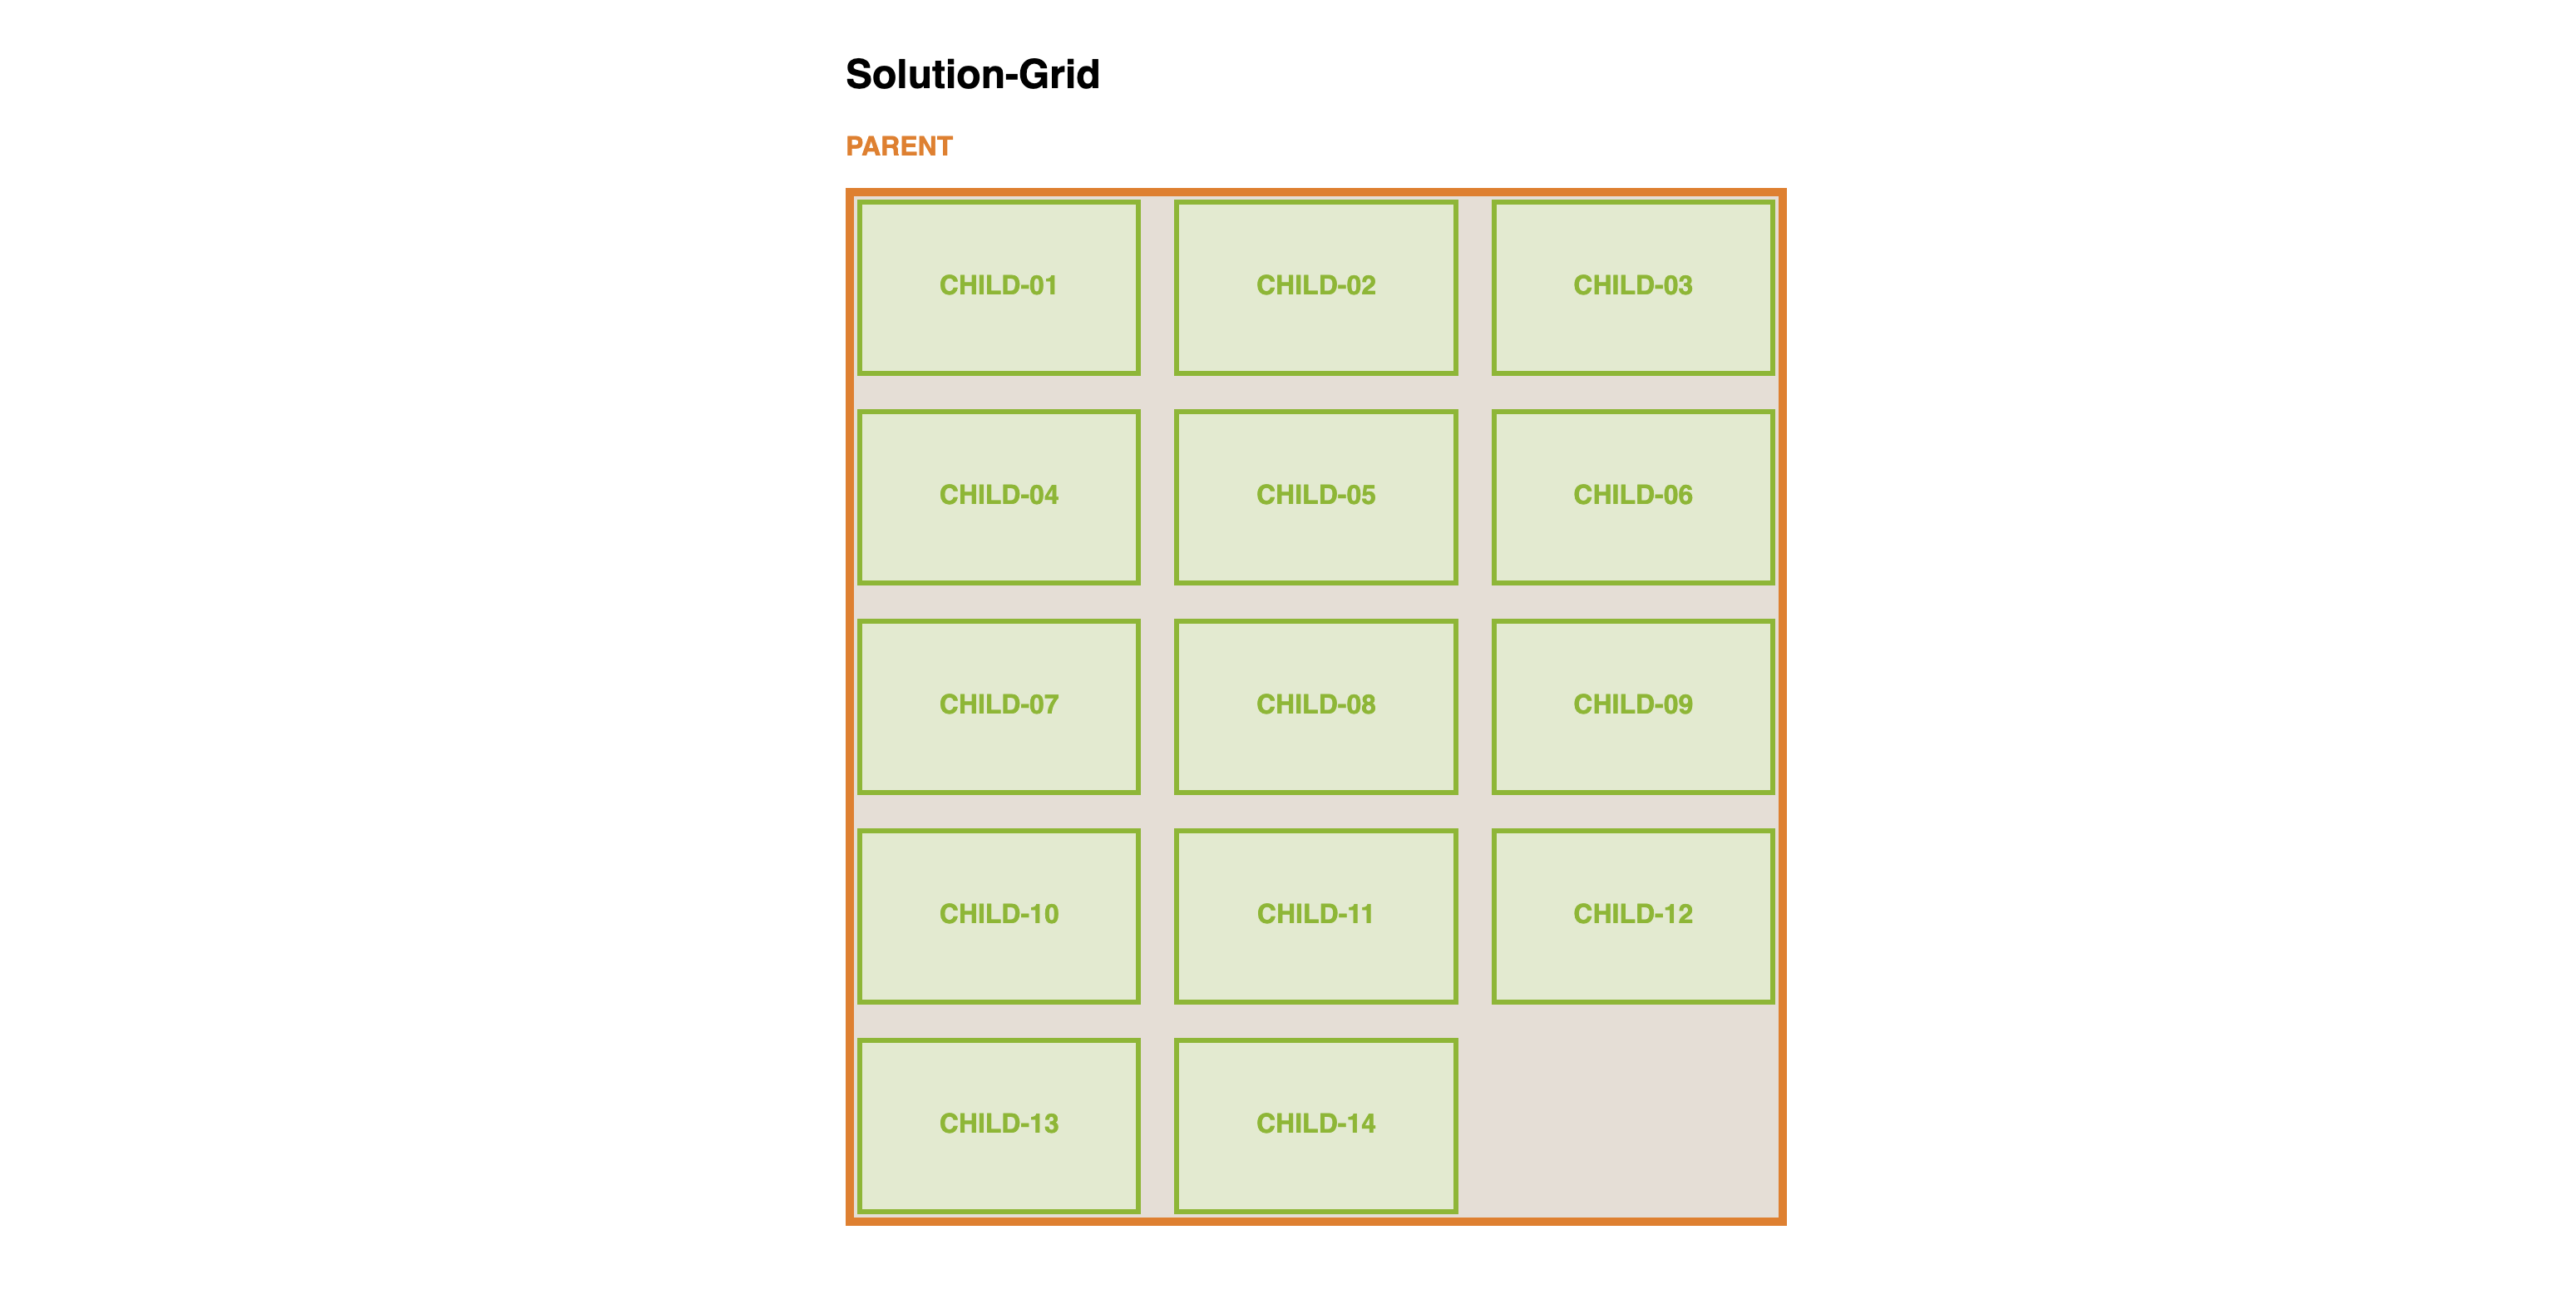 Solution-Grid
PARENT
CHILD-01 CHILD-02 CHILD-03
CHILD-04 CHILD-05 CHILD-06
CHILD-07 CHILD-08 CHILD-09
CHILD-10 CHILD-11 CHILD-12
CHILD-13 CHILD-14